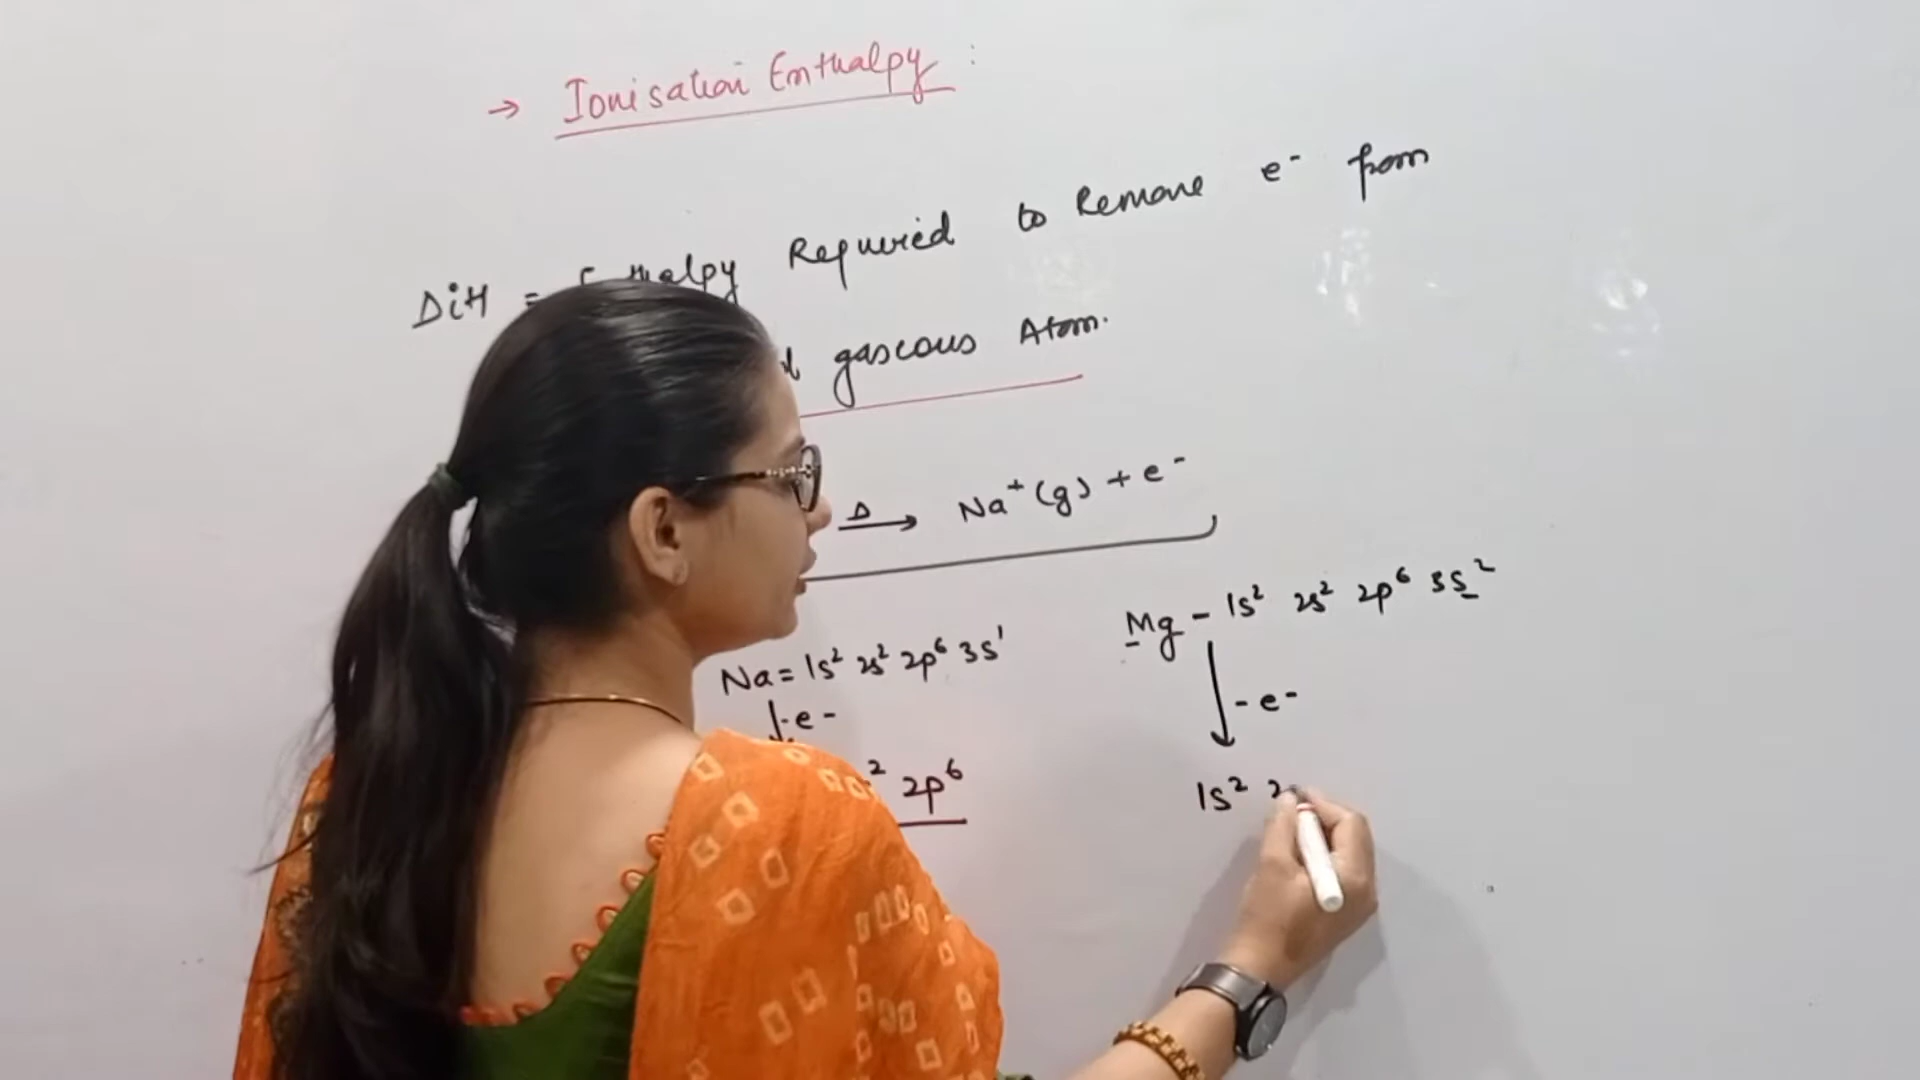 → Ionisation Enthalpy :
ΔiH = Enthalpy Required to Remove e⁻ from
gaseous Atom.
Δ → Na⁺ (g) + e⁻
Mg - 1s² 2s² 2p⁶ 3s²
Na = 1s² 2s² 2p⁶ 3s¹
- e⁻
- e -
² 2p⁶
1s² 2